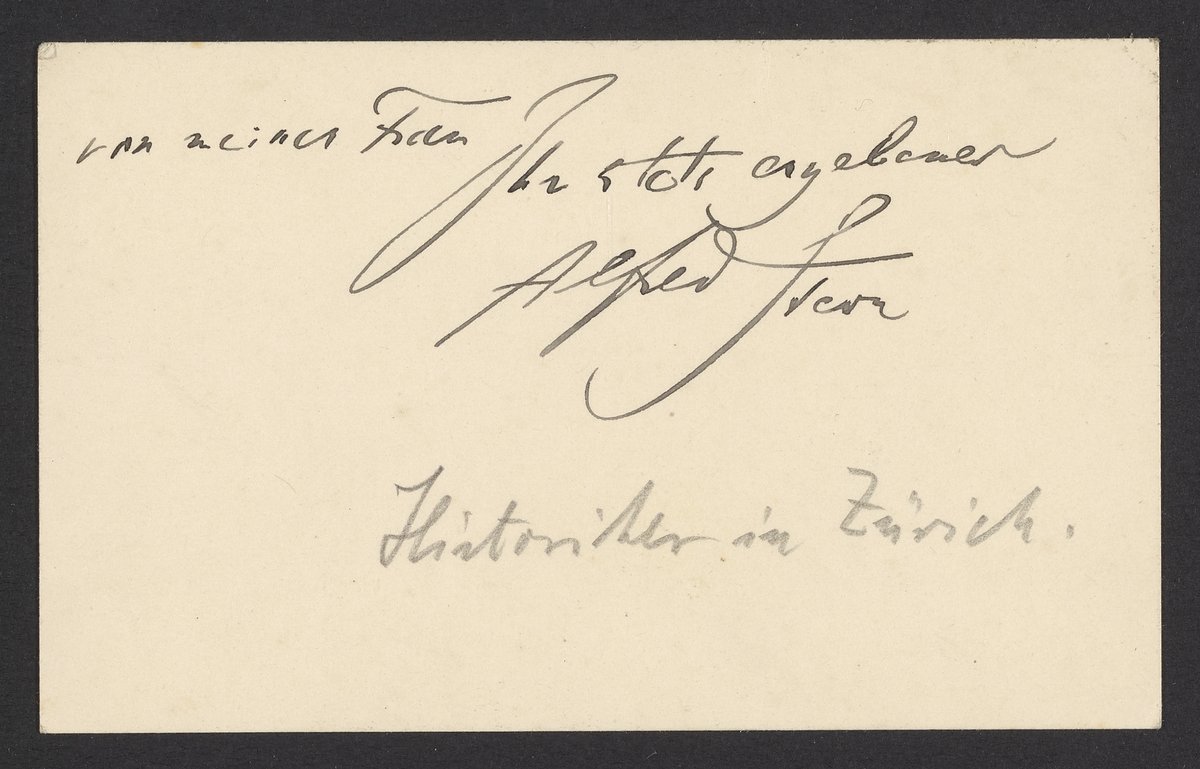 von meiner Frau
Ihr stets ergebener
Alfred Stern
Historiker in Zürich.